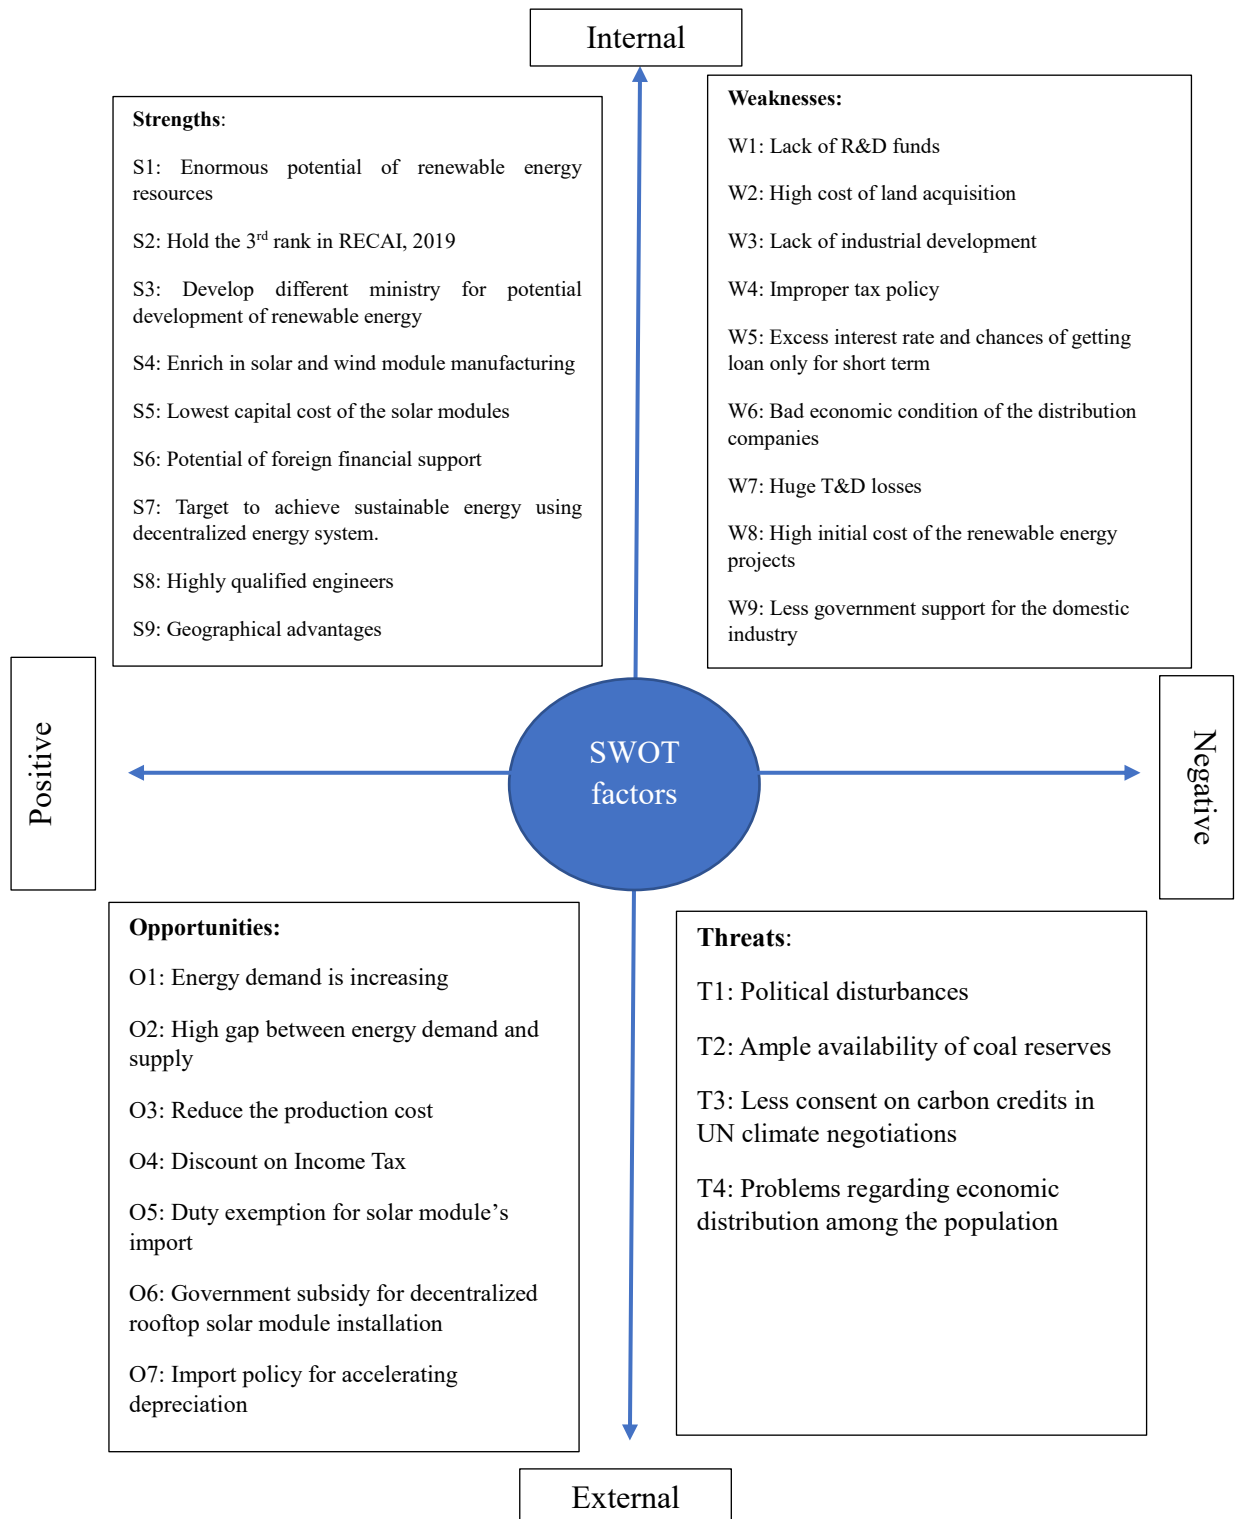 Internal
Strengths:
S1: Enormous potential of renewable energy
resources
S2: Hold the 3rd rank in RECAI, 2019
S3: Develop different ministry for potential
development of renewable energy
S4: Enrich in solar and wind module manufacturing
S5: Lowest capital cost of the solar modules
S6: Potential of foreign financial support
S7: Target to achieve sustainable energy using
decentralized energy system.
S8: Highly qualified engineers
S9: Geographical advantages
Weaknesses:
W1: Lack of R&D funds
W2: High cost of land acquisition
W3: Lack of industrial development
W4: Improper tax policy
W5: Excess interest rate and chances of getting
loan only for short term
W6: Bad economic condition of the distribution
companies
W7: Huge T&D losses
W8: High initial cost of the renewable energy
projects
W9: Less government support for the domestic
industry
Positive
SWOT
factors
Negative
Opportunities:
O1: Energy demand is increasing
O2: High gap between energy demand and
supply
O3: Reduce the production cost
O4: Discount on Income Tax
O5: Duty exemption for solar module’s
import
O6: Government subsidy for decentralized
rooftop solar module installation
O7: Import policy for accelerating
depreciation
Threats:
T1: Political disturbances
T2: Ample availability of coal reserves
T3: Less consent on carbon credits in
UN climate negotiations
T4: Problems regarding economic
distribution among the population
External